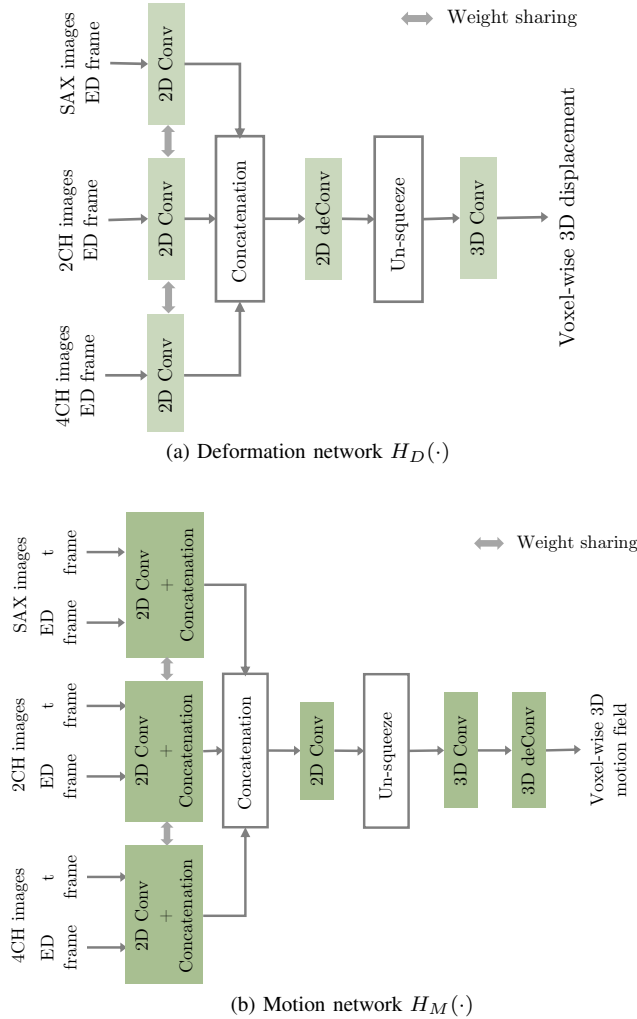 Weight sharing
SAX images
ED frame
2D Conv
2CH images
ED frame
2D Conv
4CH images
ED frame
2D Conv
Concatenation
2D deConv
Un-squeeze
3D Conv
Voxel-wise 3D displacement
(a) Deformation network H_D(·)
Weight sharing
SAX images
t
frame
ED
frame
2D Conv
+
Concatenation
2CH images
t
frame
ED
frame
2D Conv
+
Concatenation
4CH images
t
frame
ED
frame
2D Conv
+
Concatenation
Concatenation
2D Conv
Un-squeeze
3D Conv
3D deConv
Voxel-wise 3D
motion field
(b) Motion network H_M(·)